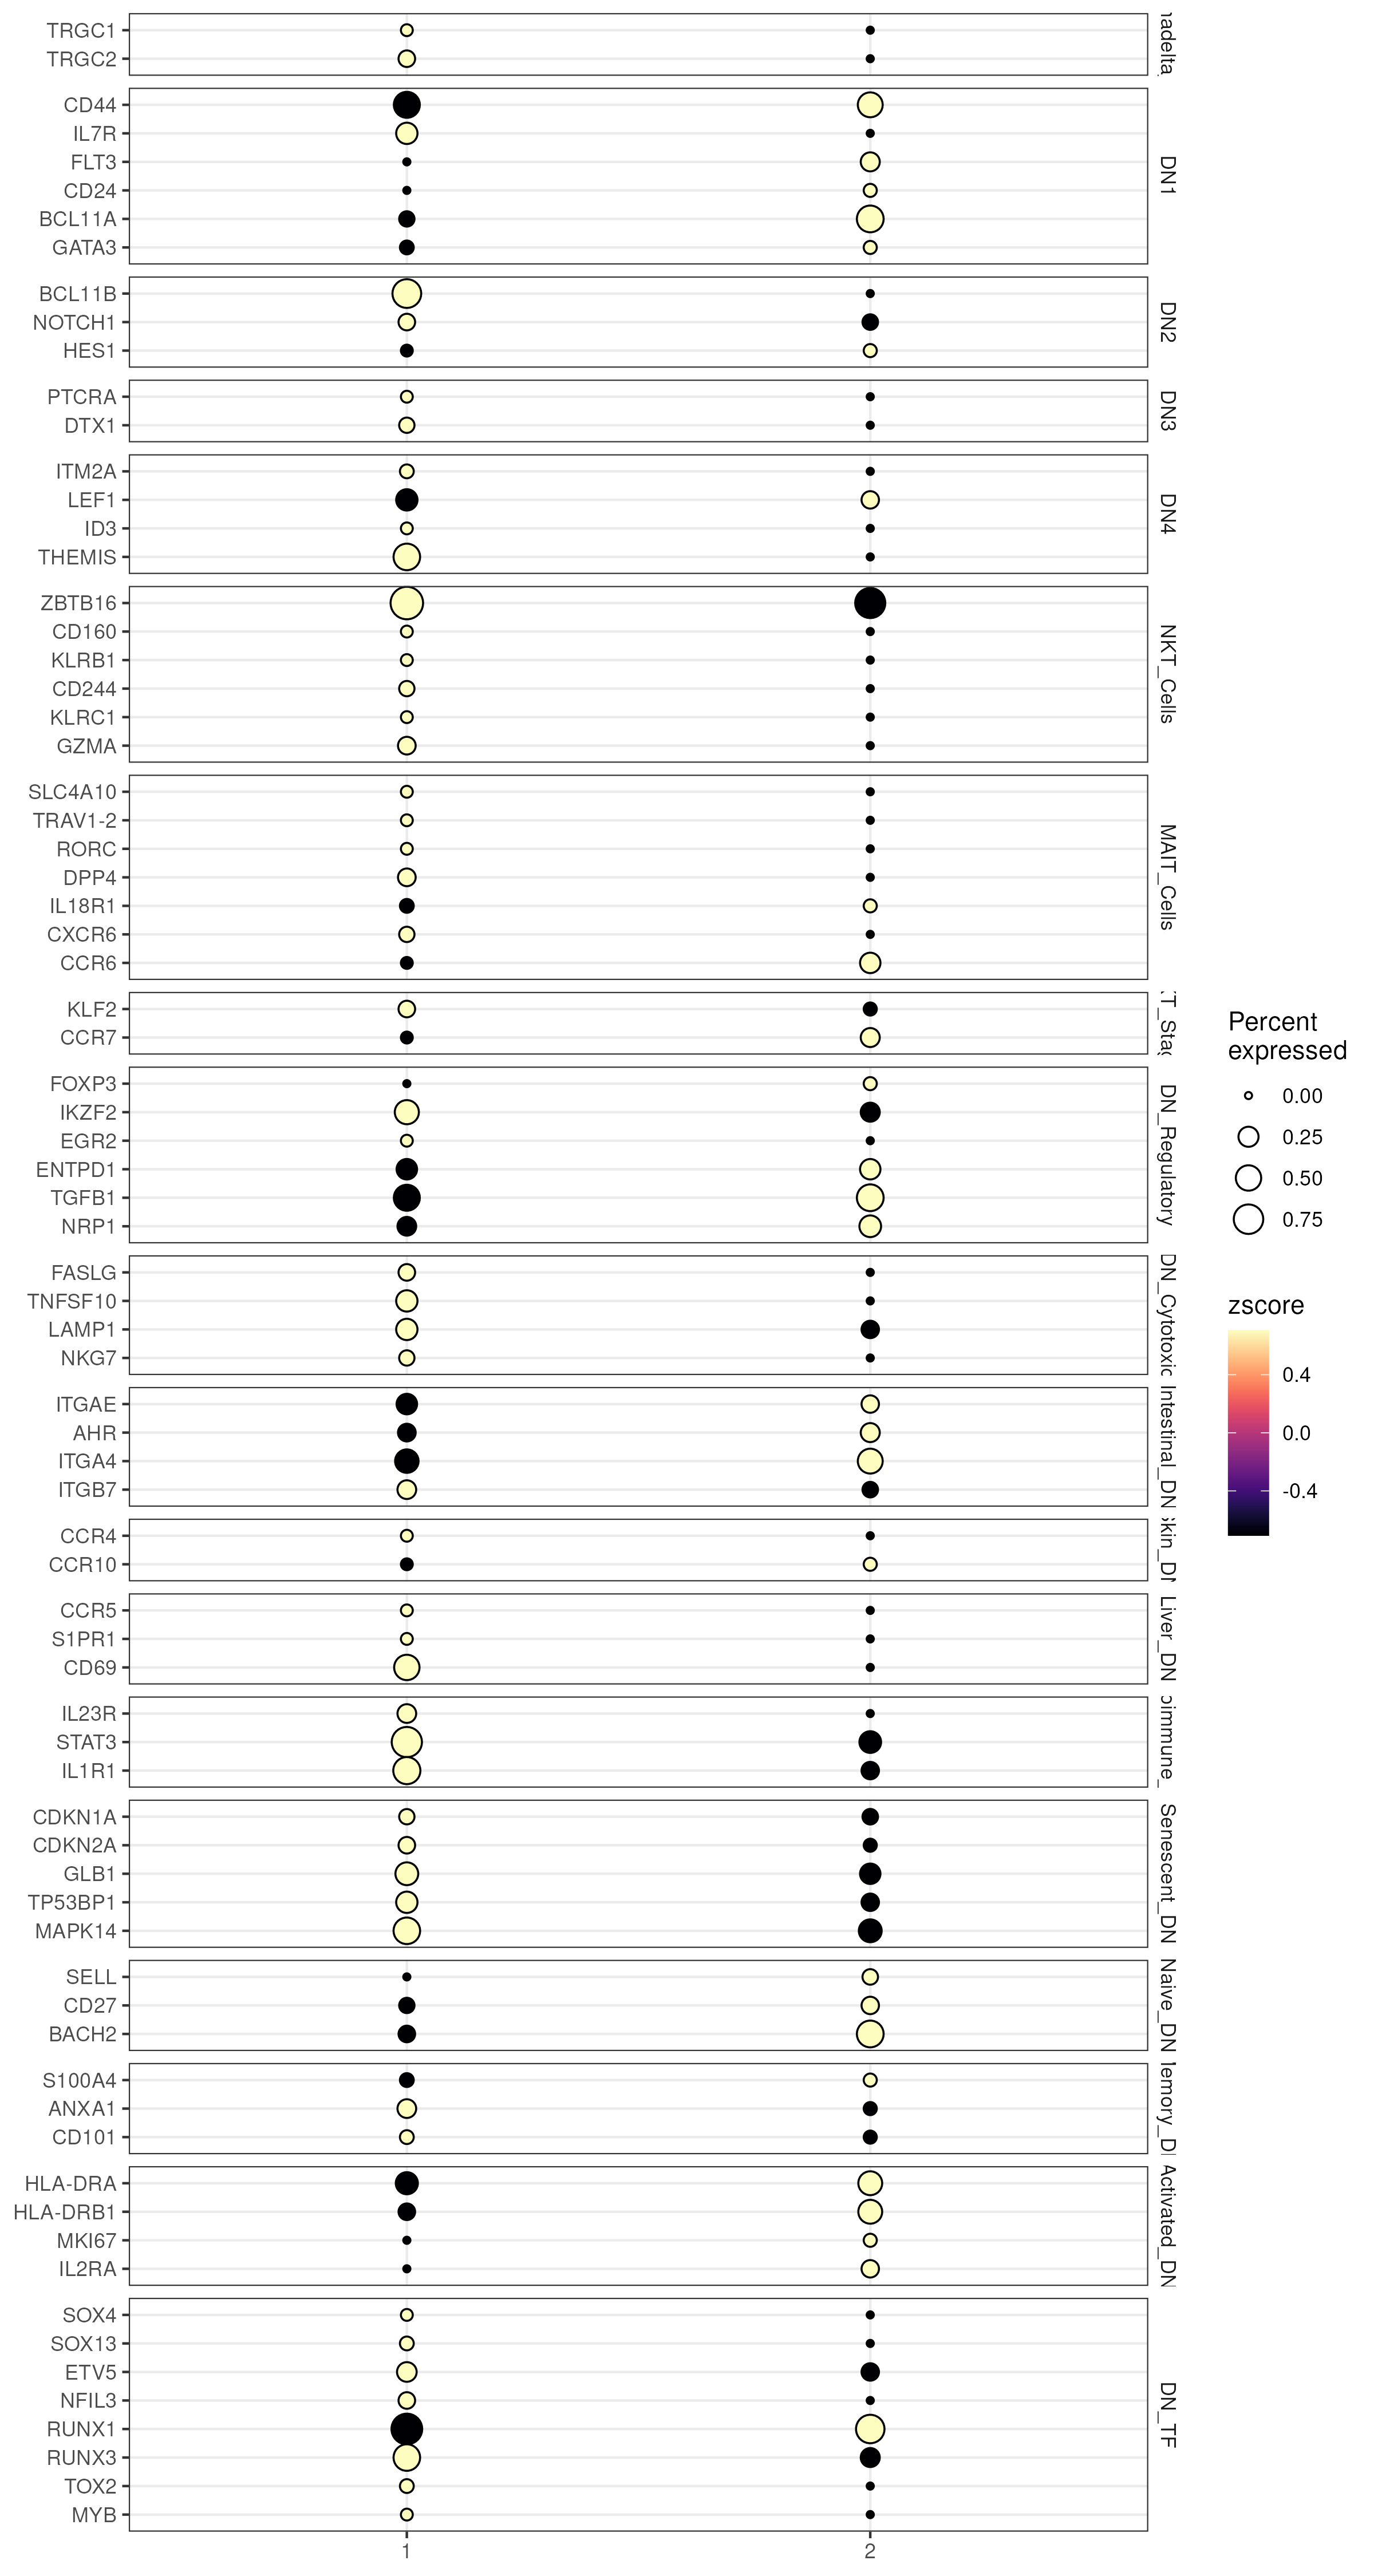 TRGC1
TRGC2
adelta
CD44
IL7R
FLT3
CD24
BCL11A
GATA3
DN1
BCL11B
NOTCH1
HES1
DN2
PTCRA
DTX1
DN3
ITM2A
LEF1
ID3
THEMIS
DN4
ZBTB16
CD160
KLRB1
CD244
KLRC1
GZMA
NKT_Cells
SLC4A10
TRAV1-2
RORC
DPP4
IL18R1
CXCR6
CCR6
MAIT_Cells
KLF2
CCR7
T_Sta
FOXP3
IKZF2
EGR2
ENTPD1
TGFB1
NRP1
DN_Regulatory
FASLG
TNFSF10
LAMP1
NKG7
DN_Cytotoxic
ITGAE
AHR
ITGA4
ITGB7
Intestinal_DN
CCR4
CCR10
kin_D
CCR5
S1PR1
CD69
Liver_DN
IL23R
STAT3
IL1R1
immune_
CDKN1A
CDKN2A
GLB1
TP53BP1
MAPK14
Senescent_DN
SELL
CD27
BACH2
Naive_DN
S100A4
ANXA1
CD101
emory_D
HLA-DRA
HLA-DRB1
MKI67
IL2RA
Activated_DN
SOX4
SOX13
ETV5
NFIL3
RUNX1
RUNX3
TOX2
MYB
DN_TF
1
2
Percent
expressed
0.00
0.25
0.50
0.75
zscore
0.4
0.0
-0.4